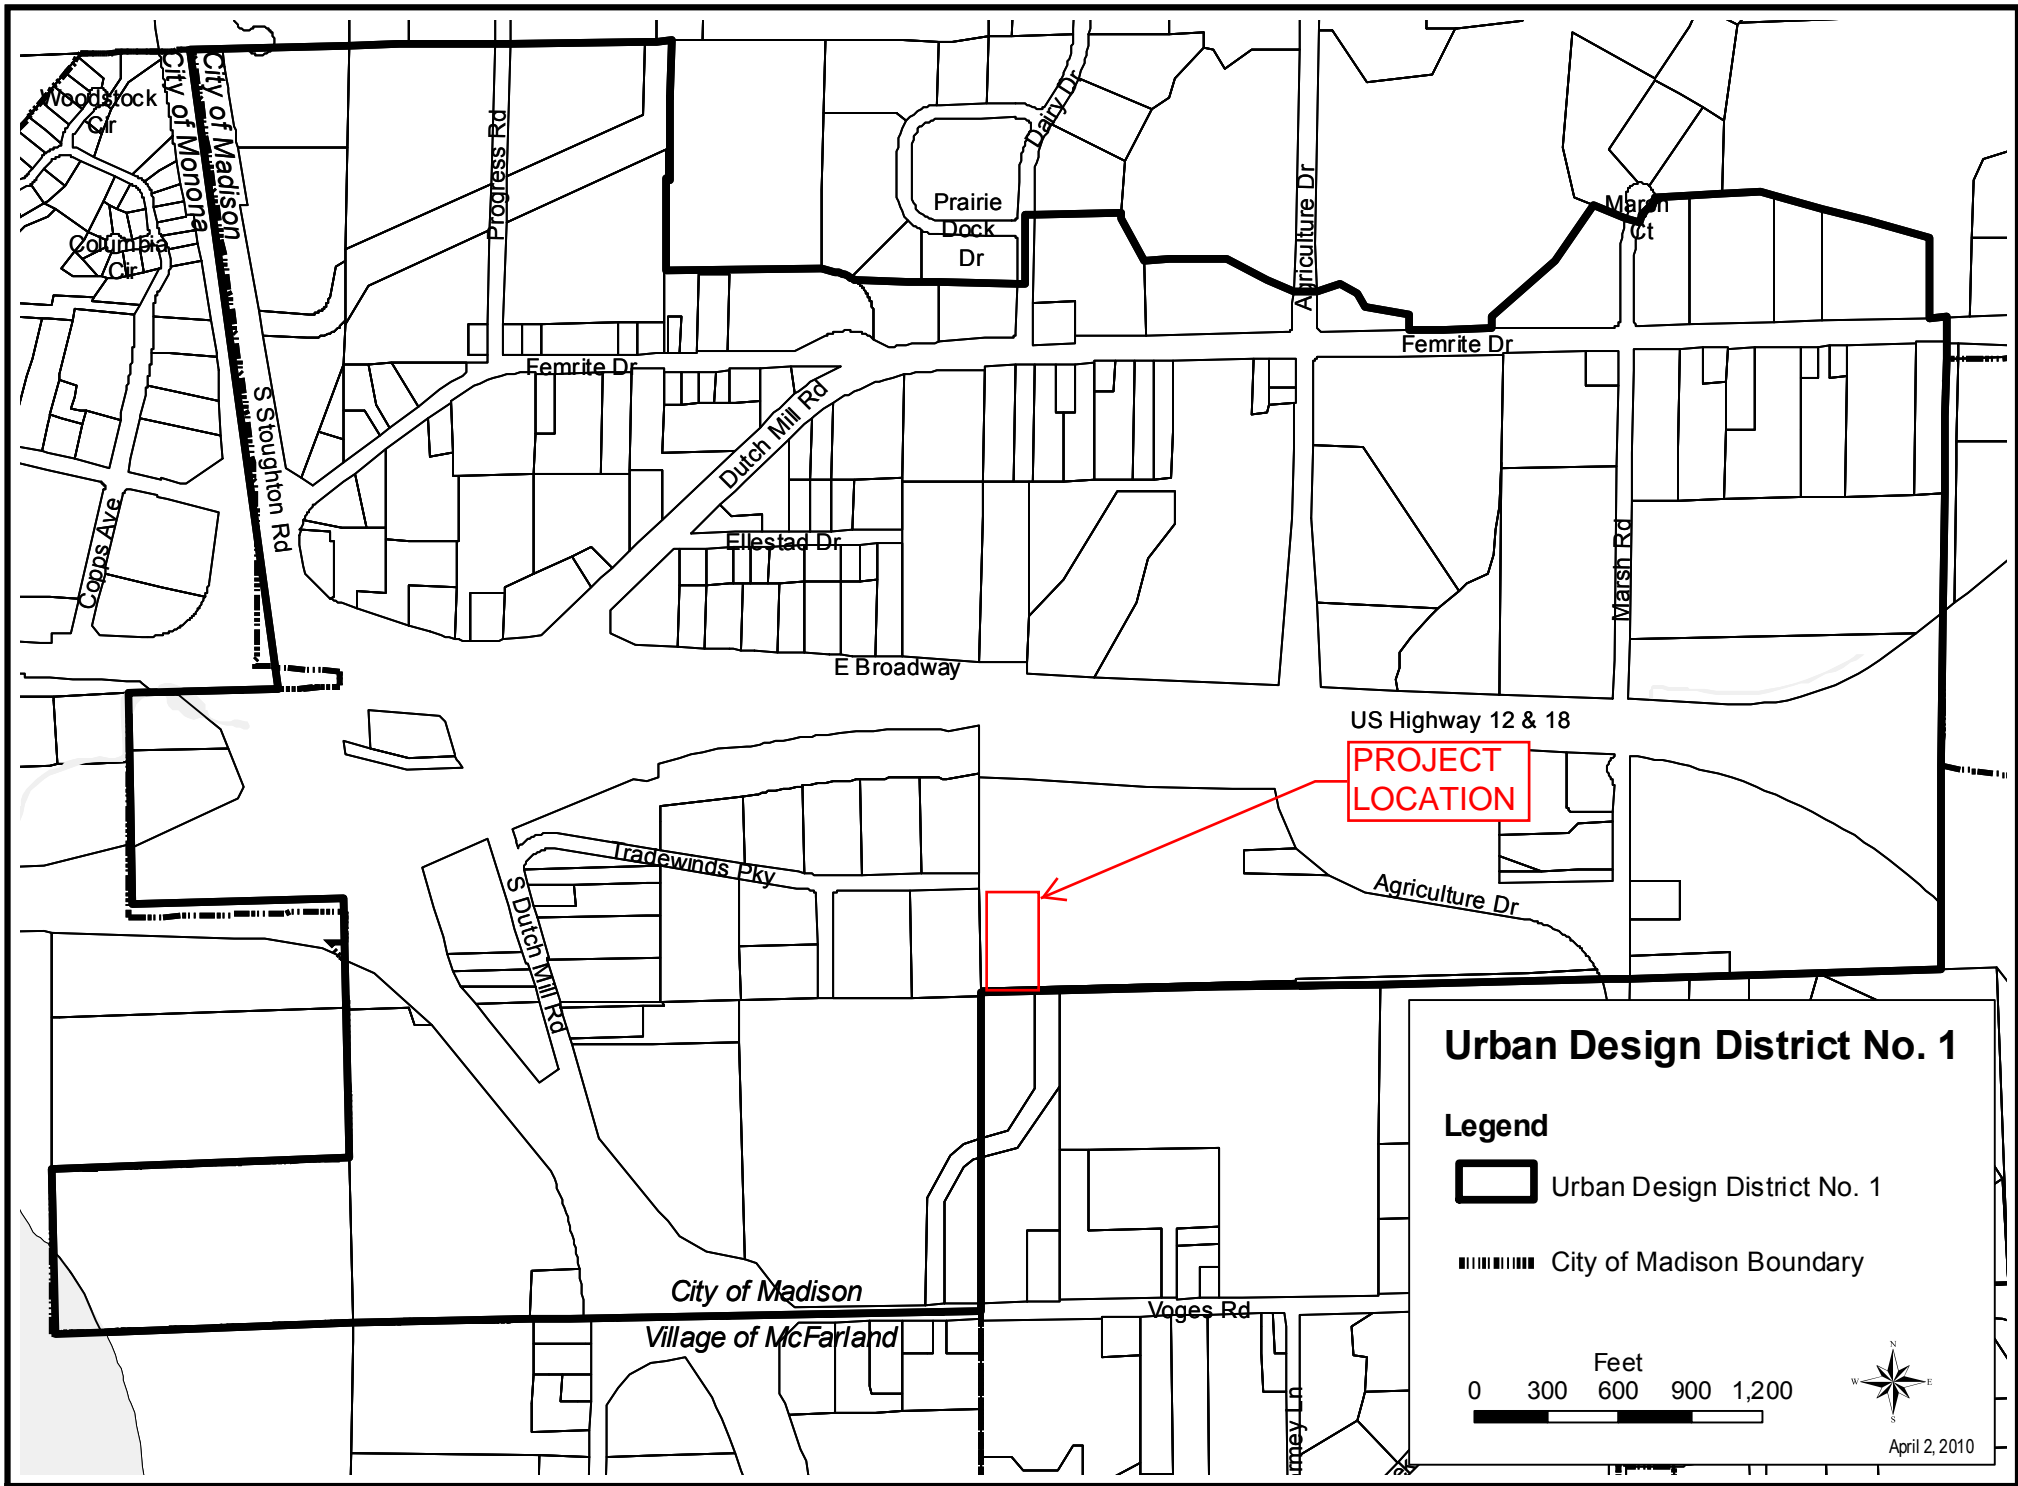 City of Monona
City of Madison
Woodstock
Cir
Columbia
Cir
Progress Rd
Dairy Dr
Prairie
Dock
Dr
Agriculture Dr
Marsh
Ct
Femrite Dr
Femrite Dr
S Stoughton Rd
Dutch Mill Rd
Copps Ave
Ellestad Dr
Marsh Rd
E Broadway
US Highway 12 & 18
PROJECT
LOCATION
Tradewinds Pky
S Dutch Mill Rd
Agriculture Dr
City of Madison
Village of McFarland
Voges Rd
Urban Design District No. 1
Legend
Urban Design District No. 1
City of Madison Boundary
Feet
0 300 600 900 1,200
N
W E
S
April 2, 2010